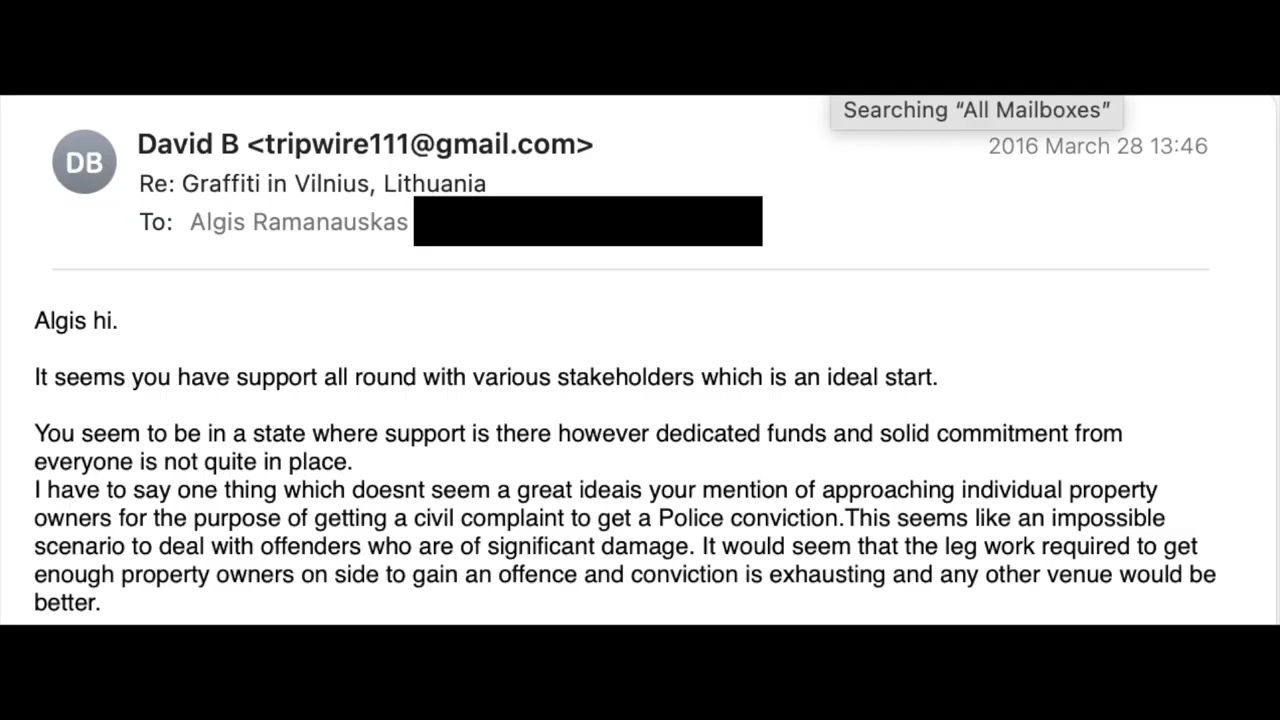 Searching “All Mailboxes”
DB
David B <tripwire111@gmail.com>
2016 March 28 13:46
Re: Graffiti in Vilnius, Lithuania
To: Algis Ramanauskas
Algis hi.
It seems you have support all round with various stakeholders which is an ideal start.
You seem to be in a state where support is there however dedicated funds and solid commitment from
everyone is not quite in place.
I have to say one thing which doesnt seem a great ideais your mention of approaching individual property
owners for the purpose of getting a civil complaint to get a Police conviction.This seems like an impossible
scenario to deal with offenders who are of significant damage. It would seem that the leg work required to get
enough property owners on side to gain an offence and conviction is exhausting and any other venue would be
better.